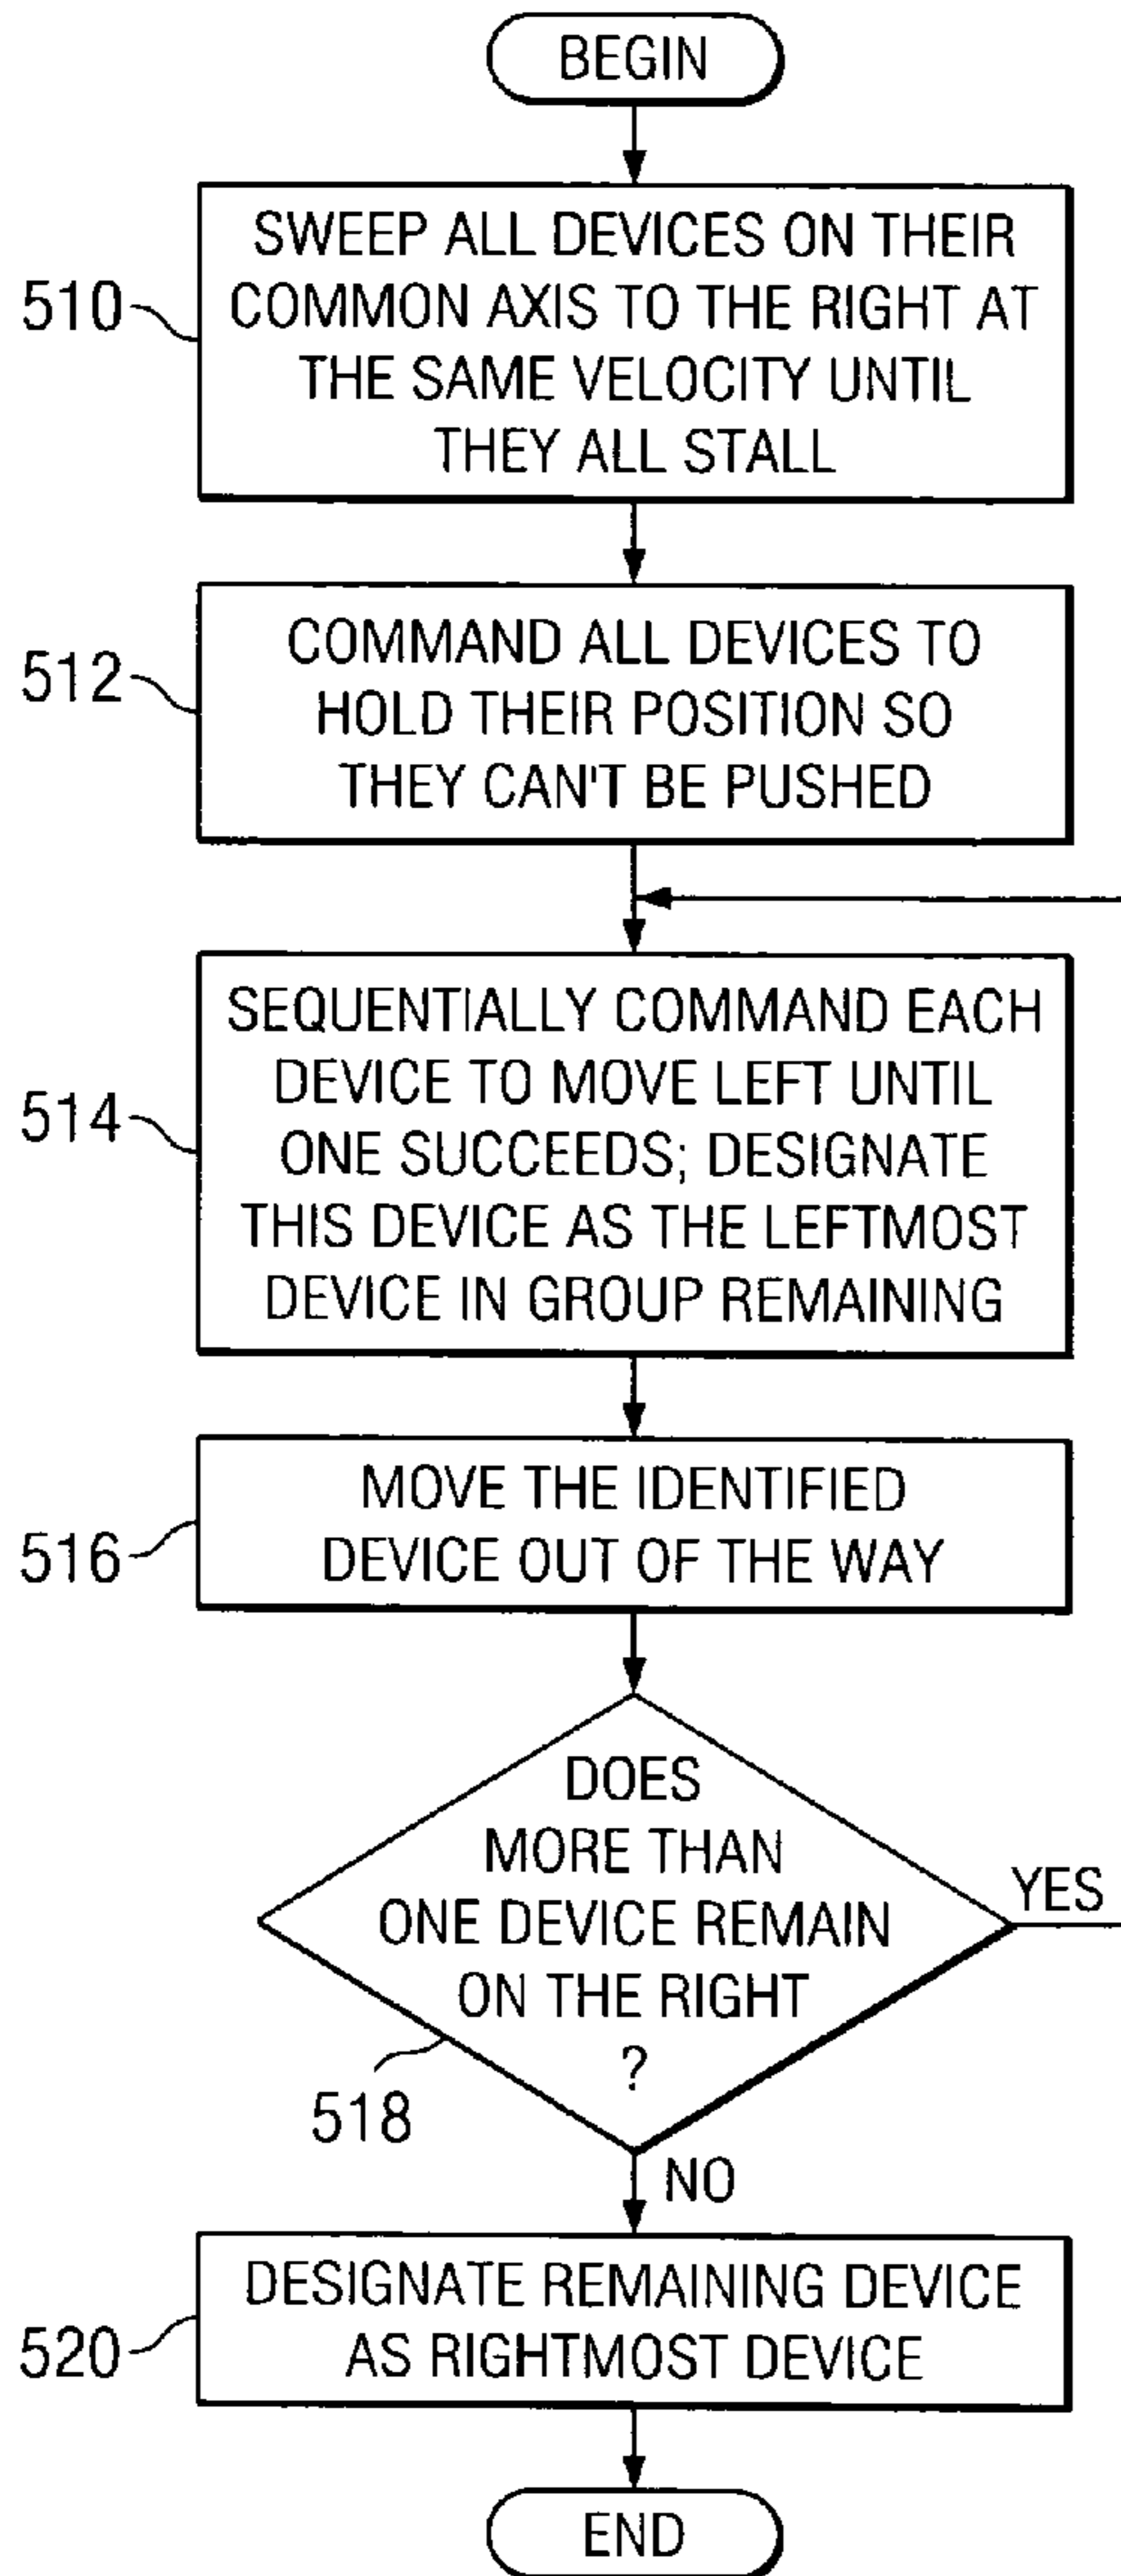 BEGIN
SWEEP ALL DEVICES ON THEIR
COMMON AXIS TO THE RIGHT AT
THE SAME VELOCITY UNTIL
THEY ALL STALL
510
COMMAND ALL DEVICES TO
HOLD THEIR POSITION SO
THEY CAN'T BE PUSHED
512
SEQUENTIALLY COMMAND EACH
DEVICE TO MOVE LEFT UNTIL
ONE SUCCEEDS; DESIGNATE
THIS DEVICE AS THE LEFTMOST
DEVICE IN GROUP REMAINING
514
MOVE THE IDENTIFIED
DEVICE OUT OF THE WAY
516
DOES
MORE THAN
ONE DEVICE REMAIN
ON THE RIGHT
?
YES
518
NO
DESIGNATE REMAINING DEVICE
AS RIGHTMOST DEVICE
520
END